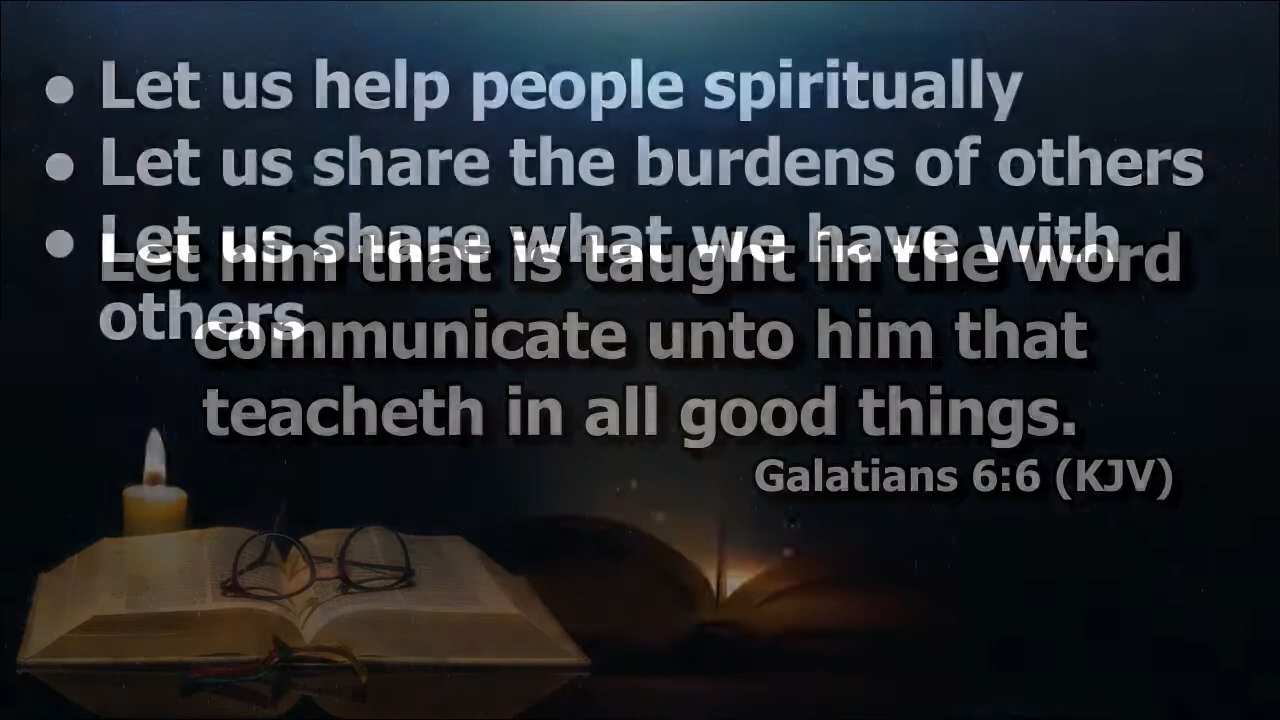 • Let us help people spiritually
• Let us share the burdens of others
• Let us share what we have with
others
Let him that is taught in the word
communicate unto him that
teacheth in all good things.
Galatians 6:6 (KJV)